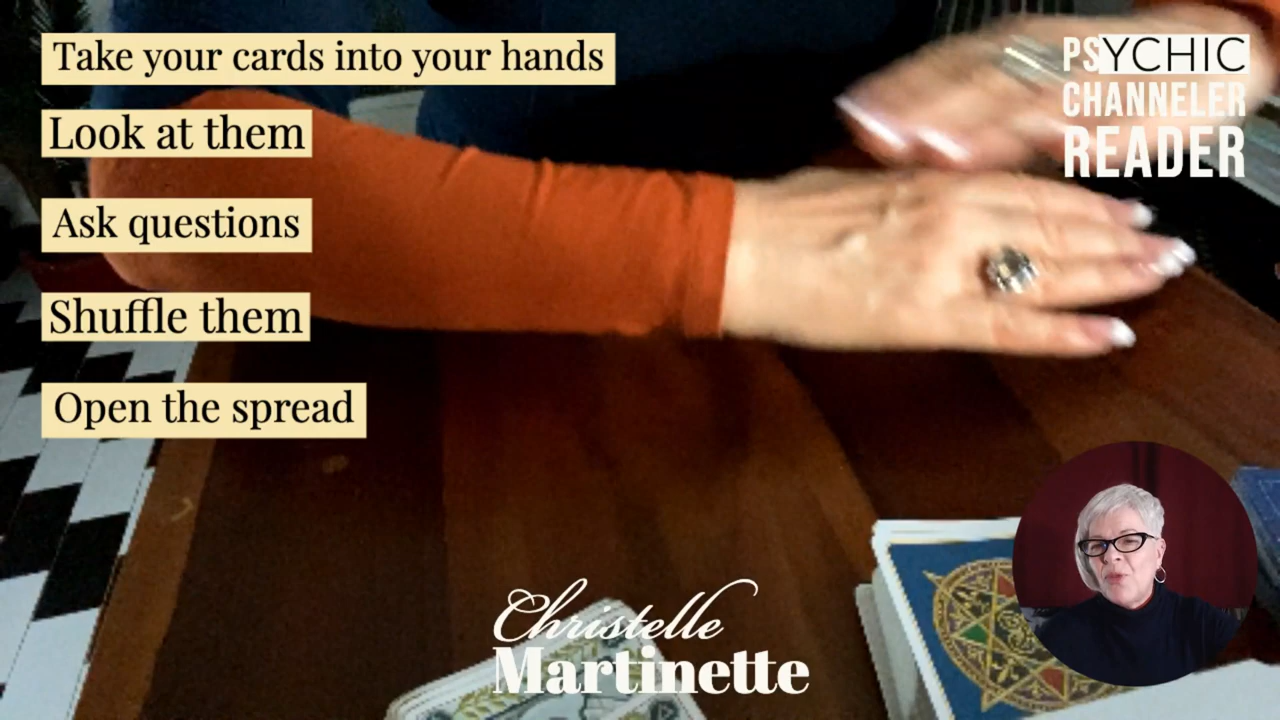 Take your cards into your hands
Look at them
Ask questions
Shuffle them
Open the spread
PSYCHIC
CHANNELER
READER
Christelle
Martinette